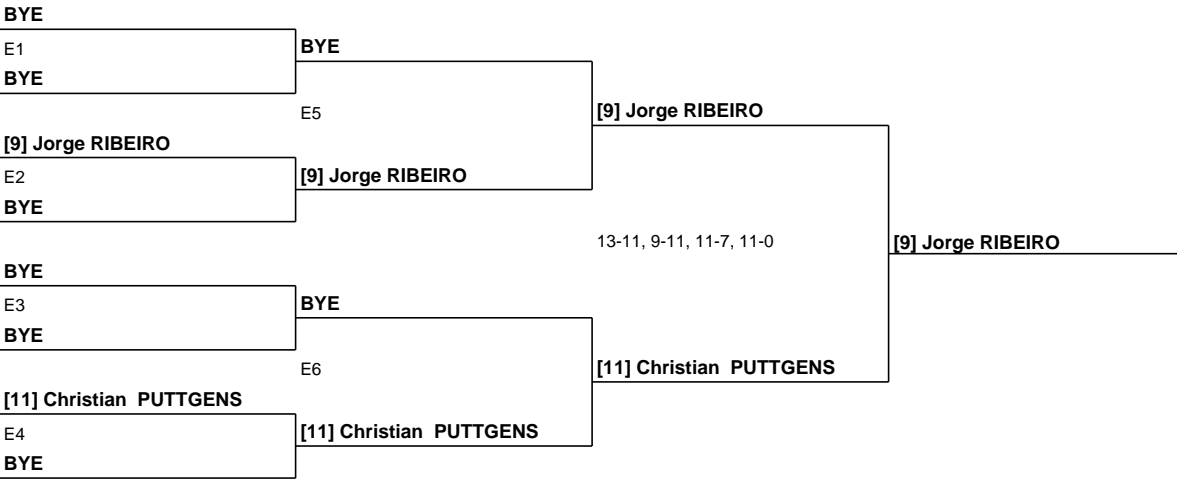 BYE
E1
BYE
BYE
E5
[9] Jorge RIBEIRO
[9] Jorge RIBEIRO
E2
[9] Jorge RIBEIRO
BYE
13-11, 9-11, 11-7, 11-0
[9] Jorge RIBEIRO
BYE
E3
BYE
BYE
E6
[11] Christian  PUTTGENS
[11] Christian  PUTTGENS
E4
[11] Christian  PUTTGENS
BYE